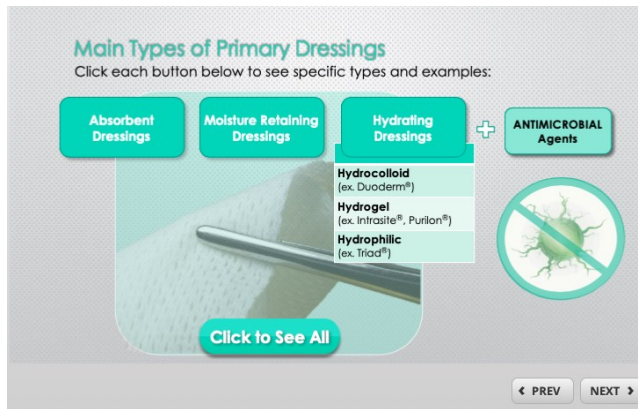 Main Types of Primary Dressings
Click each button below to see specific types and examples:
Absorbent
Dressings
Moisture Retaining
Dressings
Hydrating
Dressings
ANTIMICROBIAL
Agents
Hydrocolloid
(ex. Duoderm®)
Hydrogel
(ex. Intrasite®, Purilon®)
Hydrophilic
(ex. Triad®)
Click to See All
PREV
NEXT